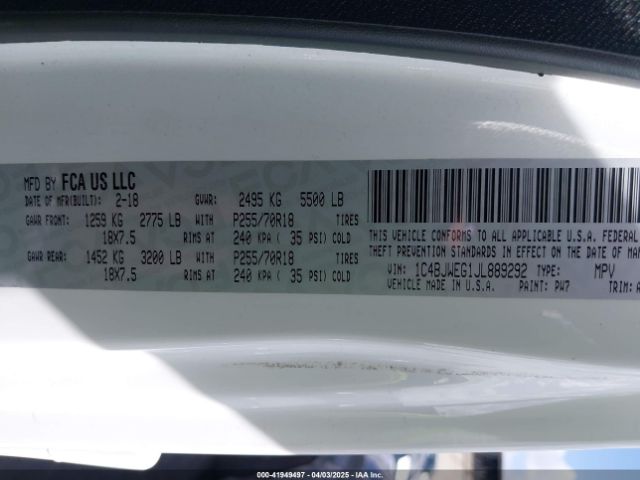 MFD BY FCA US LLC
DATE OF MFR(BUILT): 2-18 GVWR: 2495 KG 5500 LB
GAWR FRONT: 1259 KG 2775 LB WITH P255/70R18 TIRES
18X7.5 RIMS AT 240 KPA ( 35 PSI) COLD
GAWR REAR: 1452 KG 3200 LB WITH P255/70R18 TIRES
18X7.5 RIMS AT 240 KPA ( 35 PSI) COLD
THIS VEHICLE CONFORMS TO ALL APPLICABLE U.S.A. FEDERAL
THEFT PREVENTION STANDARDS IN EFFECT ON THE DATE OF MAN
VIN: 1C4BJWEG1JL889292 TYPE: MPV
VEHICLE MADE IN U.S.A. PAINT: PW7 TRIM: A
000-41949497 - 04/03/2025 - IAA Inc.